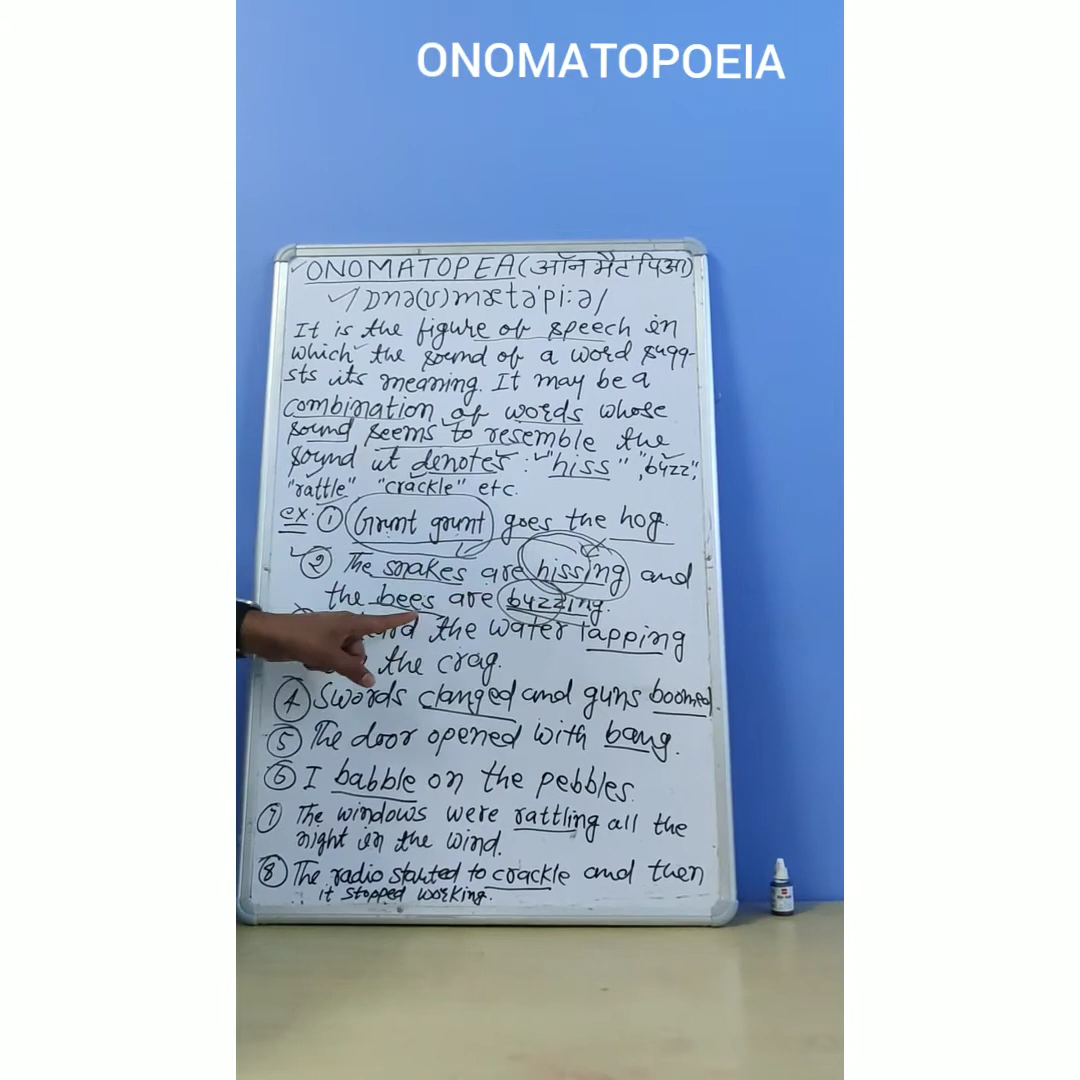 ONOMATOPOEIA
ONOMATOPEA (ऑनमैटपिआ)
/ɒnə(ʊ)mætəˈpiːə/
It is the figure of speech in
which the sound of a word sugg-
sts its meaning. It may be a
combination of words whose
sound seems to resemble the
sound it denotes : "hiss", "buzz",
"rattle" "crackle" etc.
ex. ① Grunt grunt goes the hog.
② The snakes are hissing and
the bees are buzzing.
the water tapping
the crag.
④ Swords clanged and guns boomed
⑤ The door opened with bang.
⑥ I babble on the pebbles.
⑦ The windows were rattling all the
night in the wind.
⑧ The radio started to crackle and then
it stopped working.